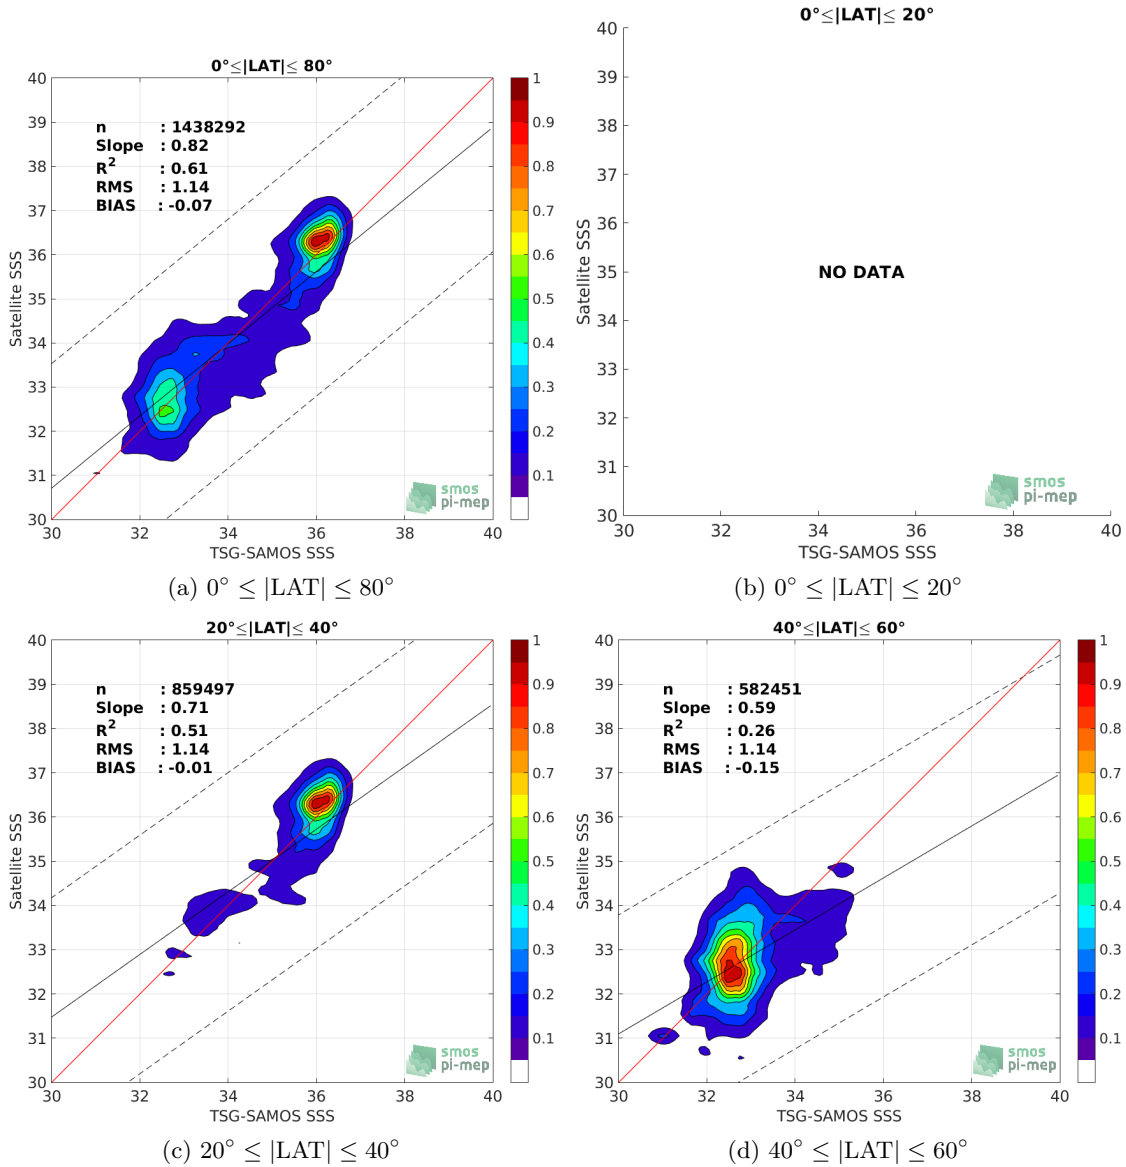 0°≤|LAT|≤ 80°
40
39
38
37
36
35
34
33
32
31
30
30 32 34 36 38 40
Satellite SSS
TSG-SAMOS SSS
n : 1438292
Slope : 0.82
R2 : 0.61
RMS : 1.14
BIAS : -0.07
1
0.9
0.8
0.7
0.6
0.5
0.4
0.3
0.2
0.1
smos
pi-mep
(a) 0° ≤ |LAT| ≤ 80°
0°≤|LAT|≤ 20°
40
39
38
37
36
35
34
33
32
31
30
30 32 34 36 38 40
Satellite SSS
TSG-SAMOS SSS
NO DATA
smos
pi-mep
(b) 0° ≤ |LAT| ≤ 20°
20°≤|LAT|≤ 40°
40
39
38
37
36
35
34
33
32
31
30
30 32 34 36 38 40
Satellite SSS
TSG-SAMOS SSS
n : 859497
Slope : 0.71
R2 : 0.51
RMS : 1.14
BIAS : -0.01
1
0.9
0.8
0.7
0.6
0.5
0.4
0.3
0.2
0.1
smos
pi-mep
(c) 20° ≤ |LAT| ≤ 40°
40°≤|LAT|≤ 60°
40
39
38
37
36
35
34
33
32
31
30
30 32 34 36 38 40
Satellite SSS
TSG-SAMOS SSS
n : 582451
Slope : 0.59
R2 : 0.26
RMS : 1.14
BIAS : -0.15
1
0.9
0.8
0.7
0.6
0.5
0.4
0.3
0.2
0.1
smos
pi-mep
(d) 40° ≤ |LAT| ≤ 60°